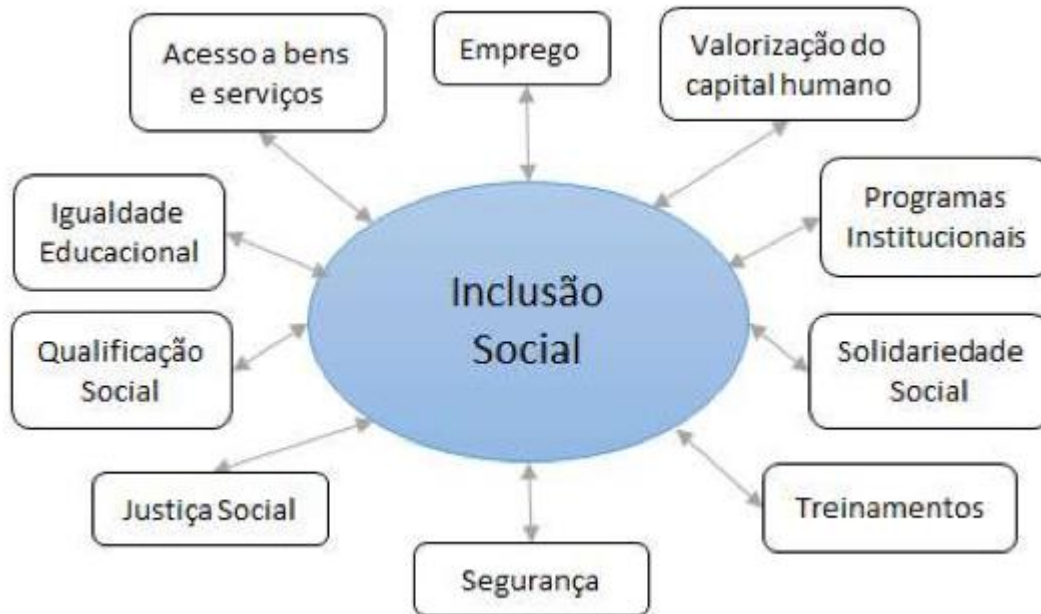 Acesso a bens
e serviços
Emprego
Valorização do
capital humano
Igualdade
Educacional
Programas
Institucionais
Inclusão
Social
Qualificação
Social
Solidariedade
Social
Justiça Social
Treinamentos
Segurança